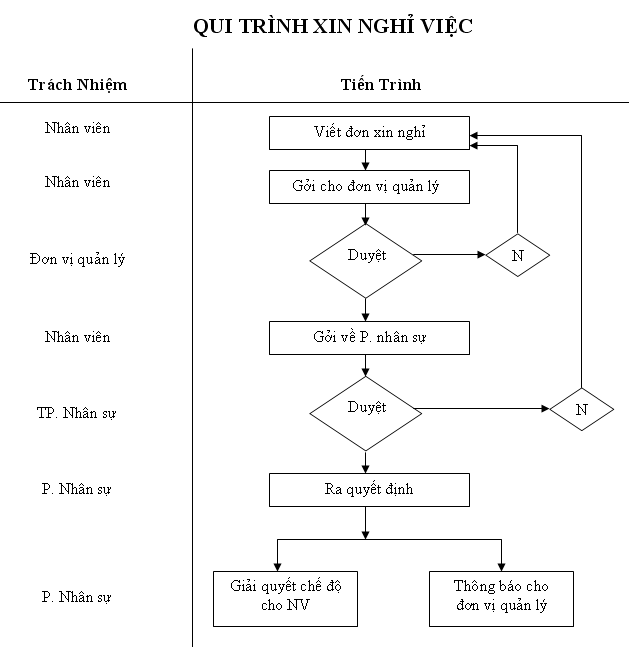 QUI TRÌNH XIN NGHỈ VIỆC
Trách Nhiệm
Tiến Trình
Nhân viên
Viết đơn xin nghỉ
Nhân viên
Gởi cho đơn vị quản lý
Đơn vị quản lý
Duyệt
N
Nhân viên
Gởi về P. nhân sự
TP. Nhân sự
Duyệt
N
P. Nhân sự
Ra quyết định
P. Nhân sự
Giải quyết chế độ
cho NV
Thông báo cho
đơn vị quản lý